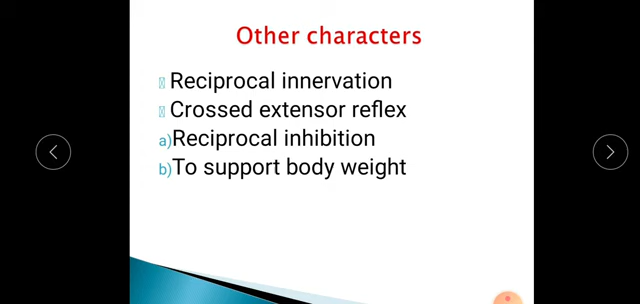 Other characters
Reciprocal innervation
Crossed extensor reflex
a)Reciprocal inhibition
b)To support body weight